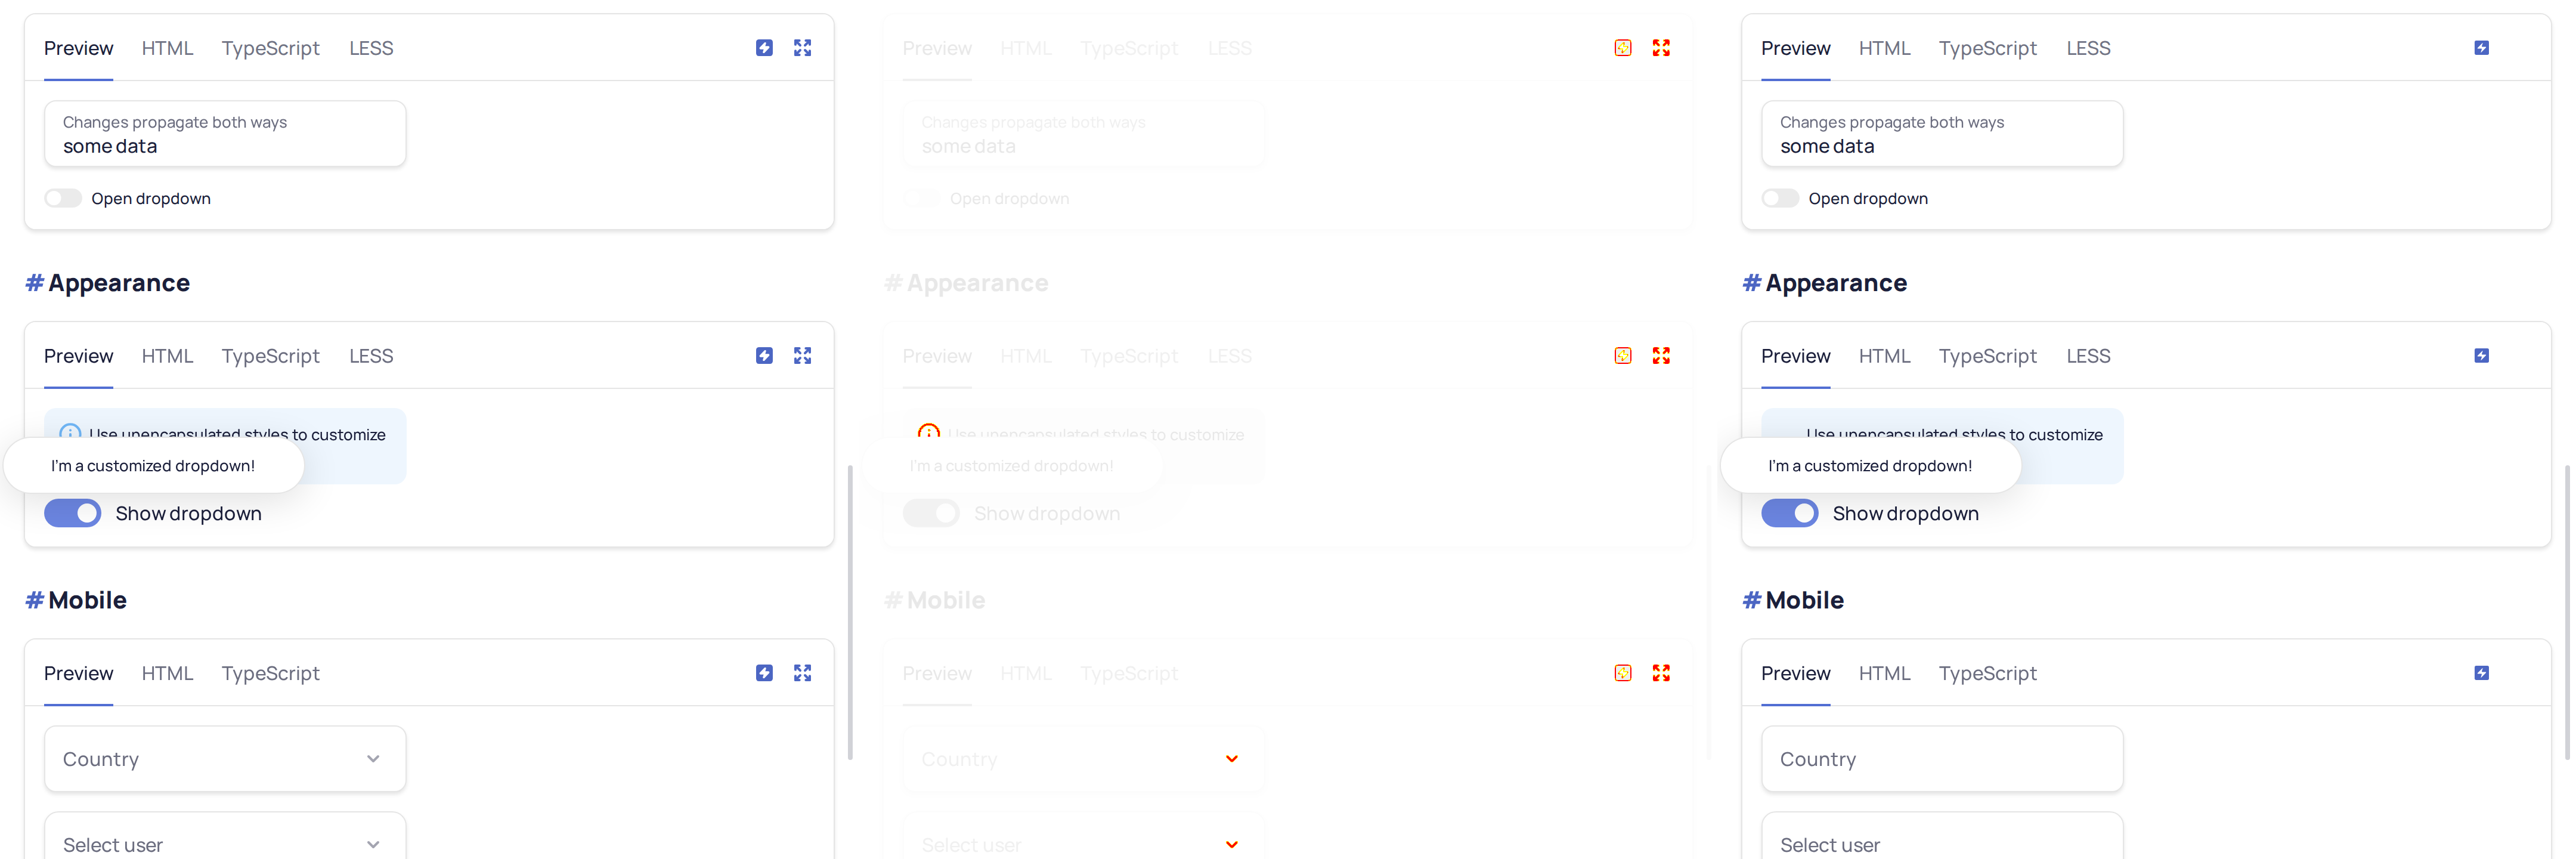 Preview HTML TypeScript LESS
Changes propagate both ways
some data
Open dropdown
# Appearance
Preview HTML TypeScript LESS
Use unencapsulated styles to customize
I'm a customized dropdown!
Show dropdown
# Mobile
Preview HTML TypeScript
Country
Select user
Preview HTML TypeScript LESS
Changes propagate both ways
some data
Open dropdown
# Appearance
Preview HTML TypeScript LESS
Use unencapsulated styles to customize
I'm a customized dropdown!
Show dropdown
# Mobile
Preview HTML TypeScript
Country
Select user
Preview HTML TypeScript LESS
Changes propagate both ways
some data
Open dropdown
# Appearance
Preview HTML TypeScript LESS
Use unencapsulated styles to customize
I'm a customized dropdown!
Show dropdown
# Mobile
Preview HTML TypeScript
Country
Select user